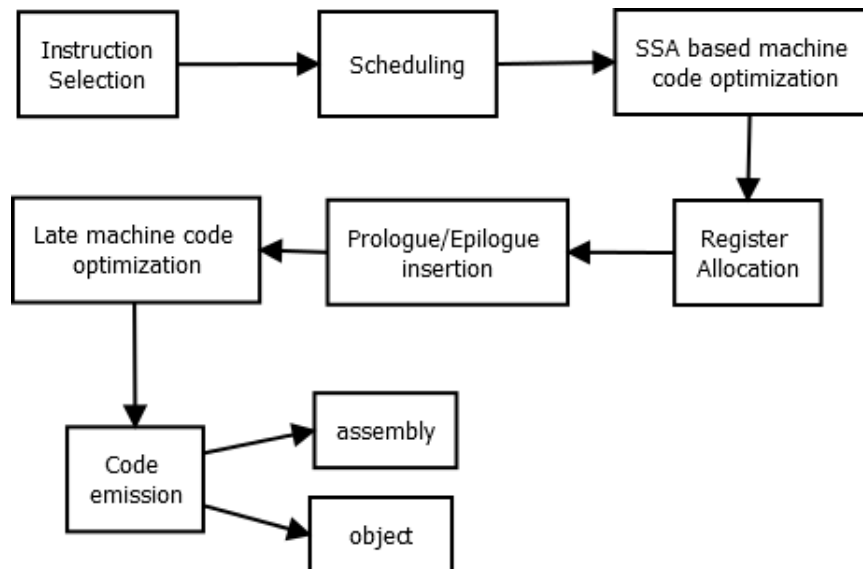 Instruction
Selection
Scheduling
SSA based machine
code optimization
Register
Allocation
Prologue/Epilogue
insertion
Late machine code
optimization
Code
emission
assembly
object